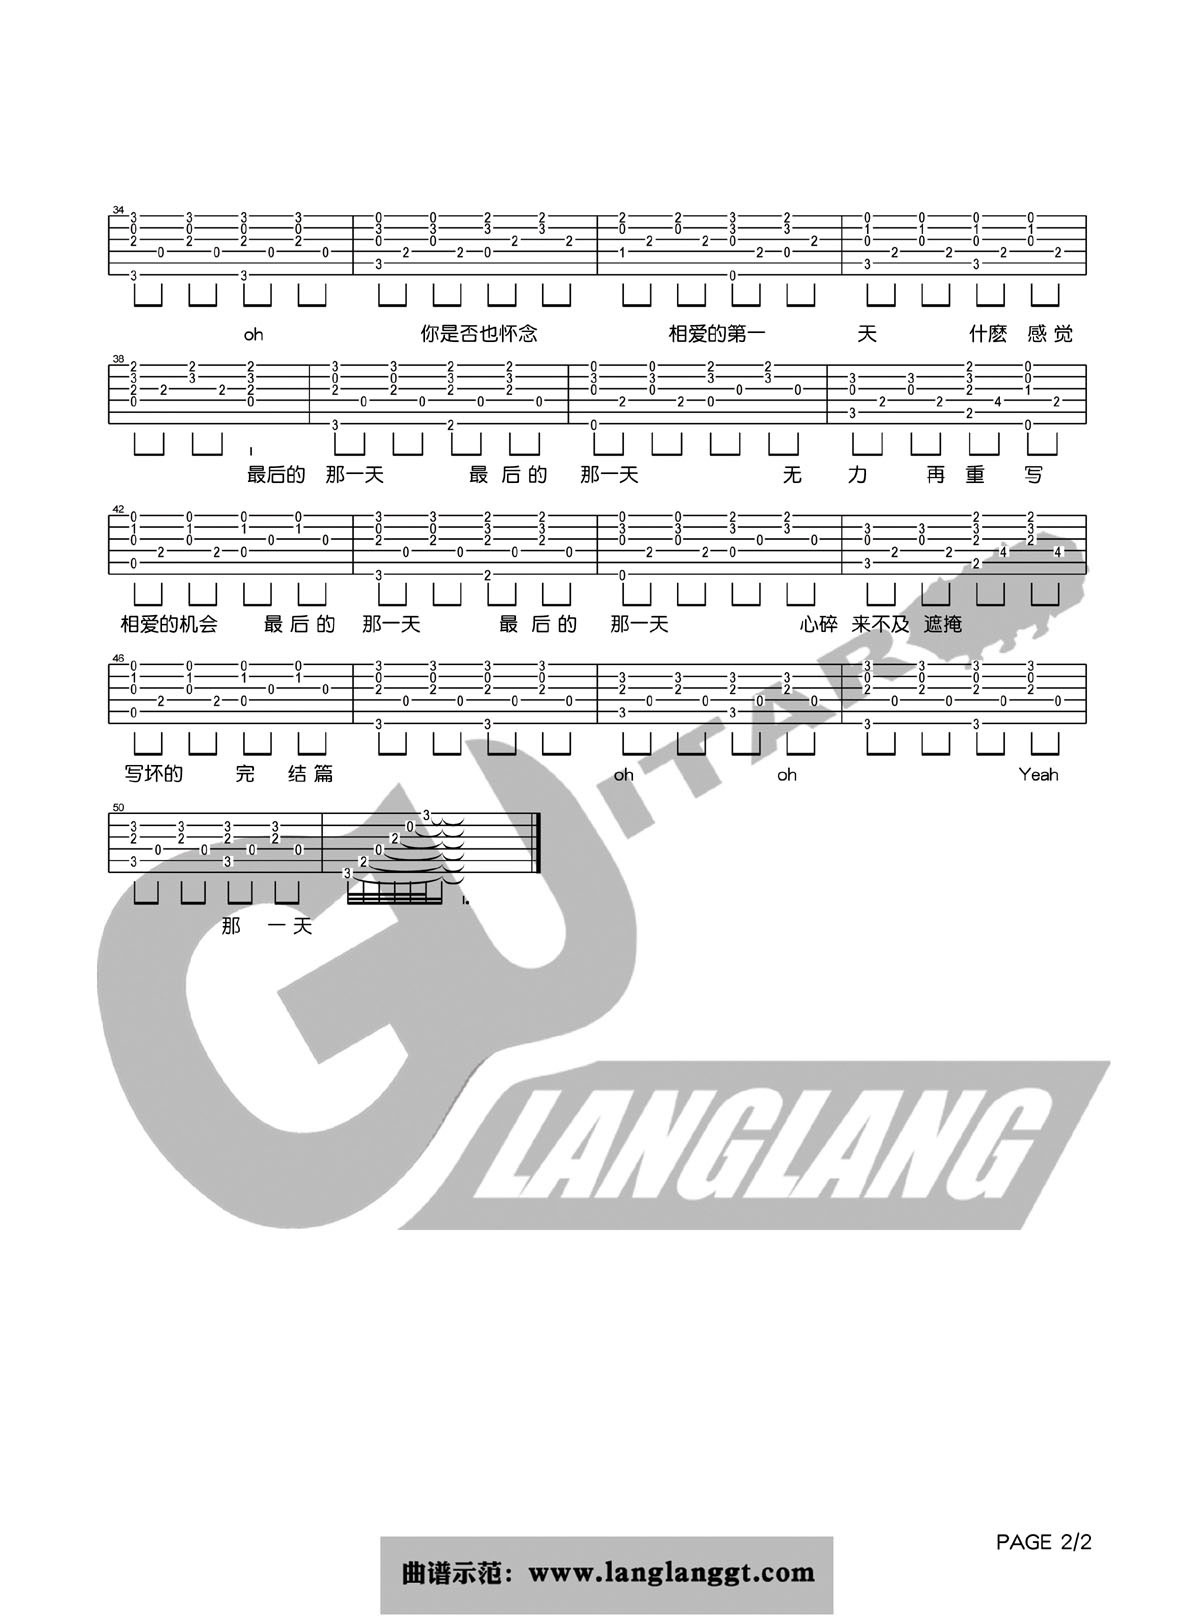 34
oh 你是否也怀念 相爱的第一 天 什麽 感觉
38
最后的 那一天 最后的 那一天 无 力 再 重 写
42
相爱的机会 最后的 那一天 最后的 那一天 心碎 来不及 遮掩
46
写坏的 完 结篇 oh oh Yeah
50
那 一天
GUITAR
LANGLANG
PAGE 2/2
曲谱示范：www.langlanggt.com